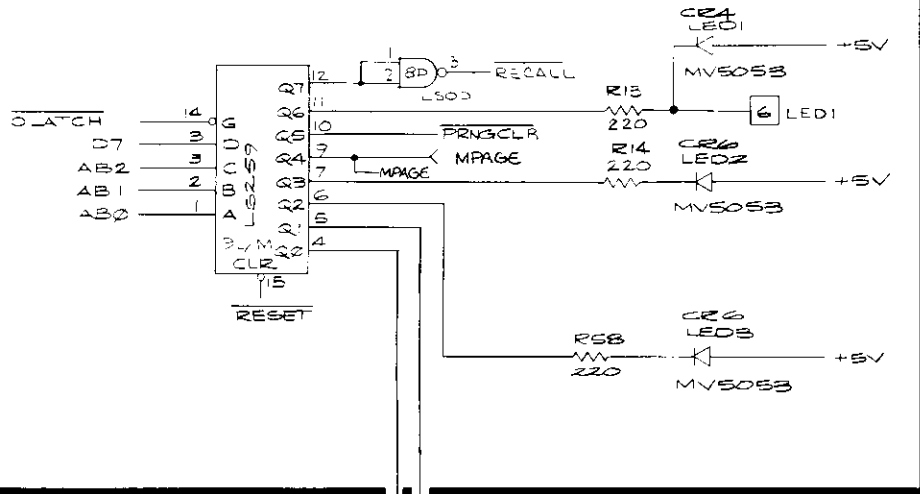 CR4
LED1
+5V
MV5053
1
2
8D
3
RECALL
LS00
Q7
12
Q6
11
R13
220
6
LED1
O LATCH
14
G
Q5
10
PRNGCLR
D7
3
D
Q4
9
MPAGE
MPAGE
R14
220
CR6
LED2
+5V
MV5053
AB2
3
C
Q3
7
AB1
2
B
Q2
6
ABØ
1
A
Q1
5
LS259
Q0
4
CLR
15
RESET
R58
220
CR6
LED3
+5V
MV5053